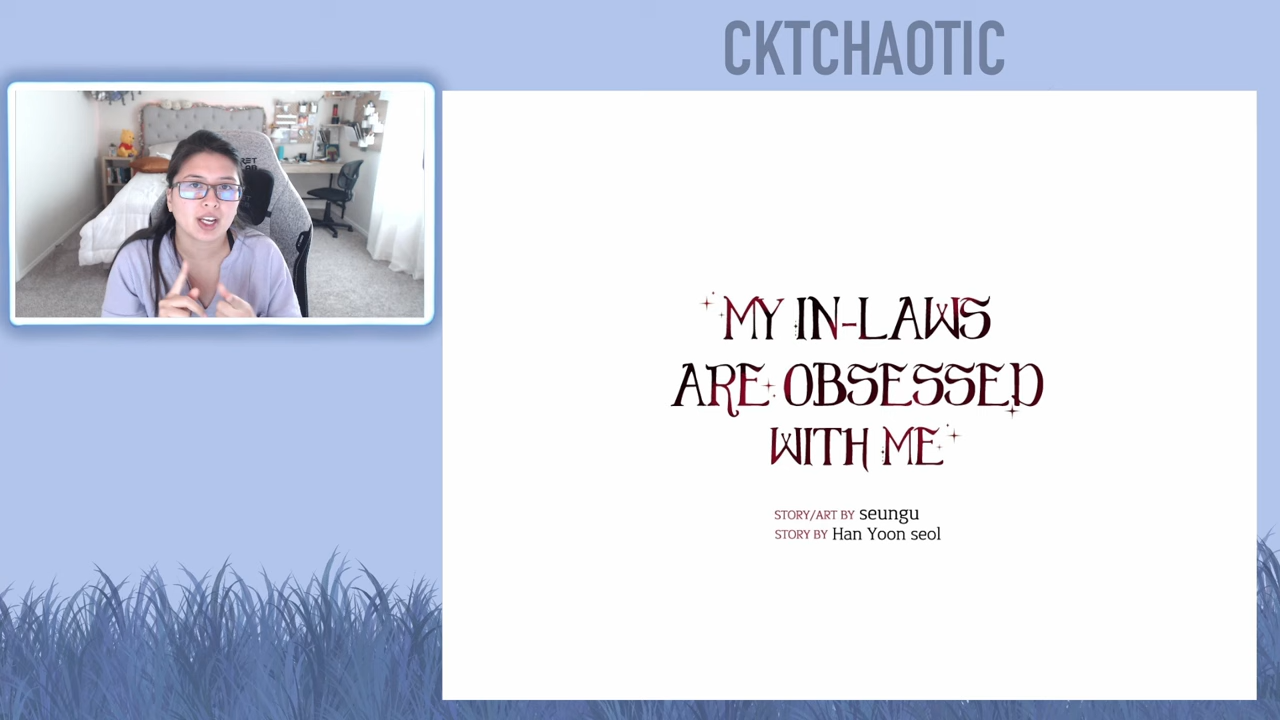 CKTCHAOTIC
MY IN-LAWS
ARE OBSESSED
WITH ME
STORY/ART BY seungu
STORY BY Han Yoon seol